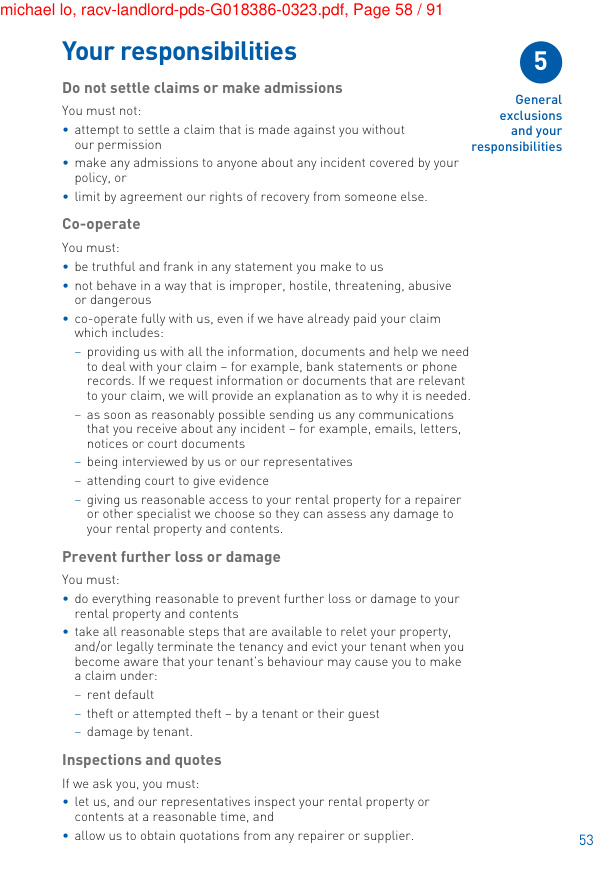 michael lo, racv-landlord-pds-G018386-0323.pdf, Page 58 / 91
Your responsibilities
5
General
exclusions
and your
responsibilities
Do not settle claims or make admissions
You must not:
• attempt to settle a claim that is made against you without
our permission
• make any admissions to anyone about any incident covered by your
policy, or
• limit by agreement our rights of recovery from someone else.
Co-operate
You must:
• be truthful and frank in any statement you make to us
• not behave in a way that is improper, hostile, threatening, abusive
or dangerous
• co-operate fully with us, even if we have already paid your claim
which includes:
– providing us with all the information, documents and help we need
to deal with your claim – for example, bank statements or phone
records. If we request information or documents that are relevant
to your claim, we will provide an explanation as to why it is needed.
– as soon as reasonably possible sending us any communications
that you receive about any incident – for example, emails, letters,
notices or court documents
– being interviewed by us or our representatives
– attending court to give evidence
– giving us reasonable access to your rental property for a repairer
or other specialist we choose so they can assess any damage to
your rental property and contents.
Prevent further loss or damage
You must:
• do everything reasonable to prevent further loss or damage to your
rental property and contents
• take all reasonable steps that are available to relet your property,
and/or legally terminate the tenancy and evict your tenant when you
become aware that your tenant's behaviour may cause you to make
a claim under:
– rent default
– theft or attempted theft – by a tenant or their guest
– damage by tenant.
Inspections and quotes
If we ask you, you must:
• let us, and our representatives inspect your rental property or
contents at a reasonable time, and
• allow us to obtain quotations from any repairer or supplier.
53